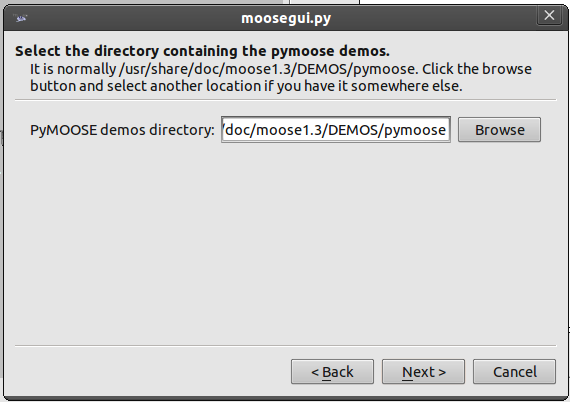 moosegui.py
Select the directory containing the pymoose demos.
It is normally /usr/share/doc/moose1.3/DEMOS/pymoose. Click the browse
button and select another location if you have it somewhere else.
PyMOOSE demos directory: /doc/moose1.3/DEMOS/pymoose Browse
< Back Next > Cancel